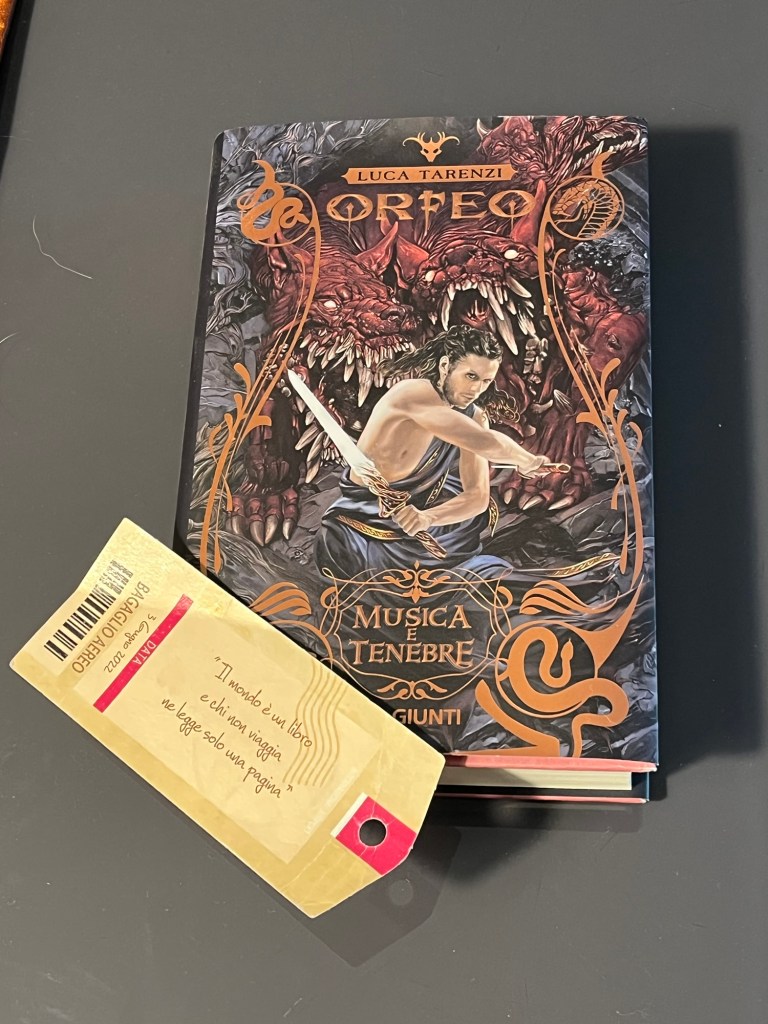 LUCA TARENZI
ORFEO
MUSICA
E
TENEBRE
GIUNTI
BAGAGLIO AEREO
DATA
3 Giugno 2022
"Il mondo è un libro
e chi non viaggia
ne legge solo una pagina"